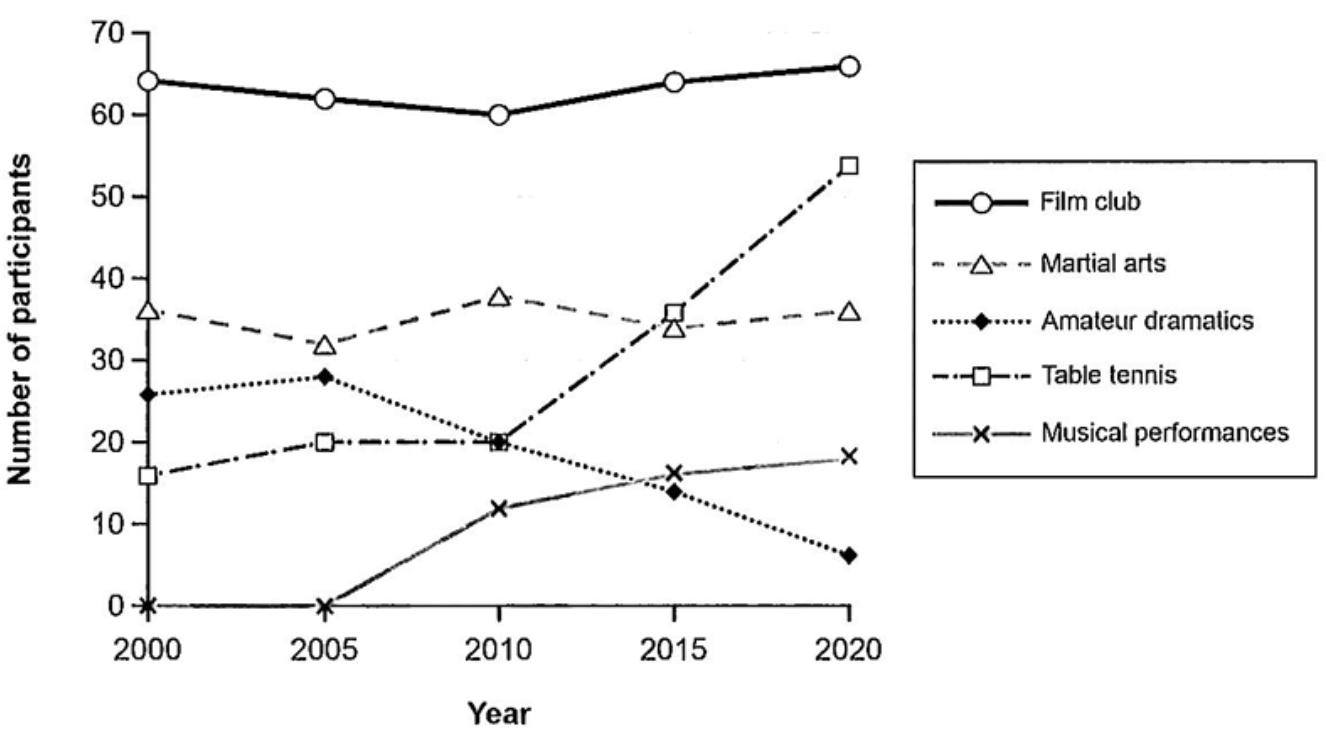 70
60
50
40
30
20
10
0
Number of participants
2000 2005 2010 2015 2020
Year
Film club
Martial arts
Amateur dramatics
Table tennis
Musical performances